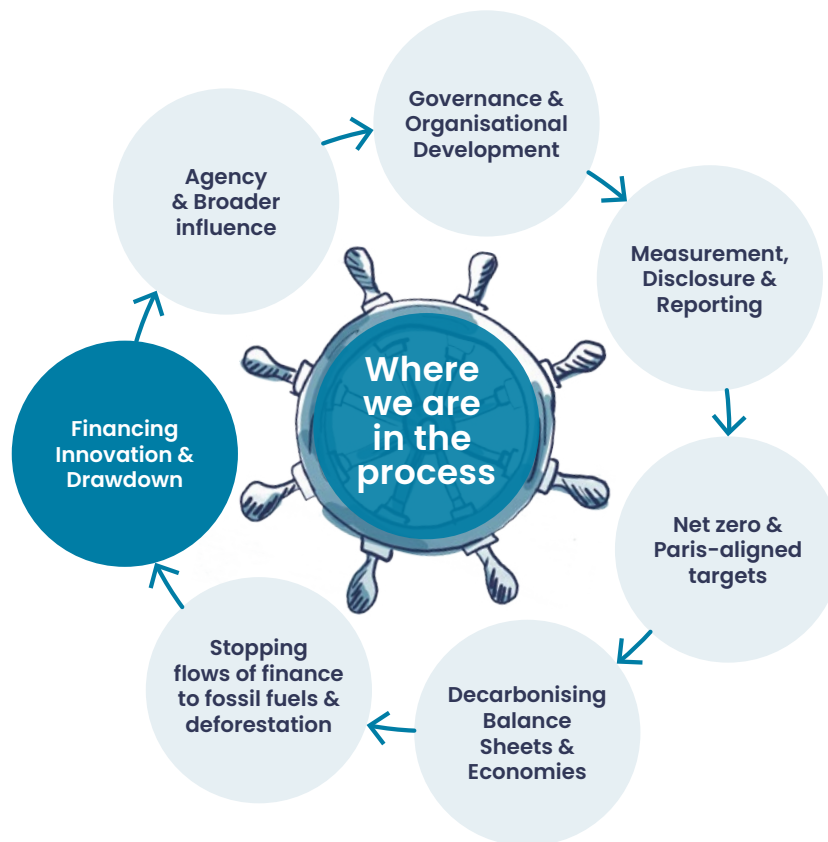 Governance &
Organisational
Development
Measurement,
Disclosure &
Reporting
Net zero &
Paris-aligned
targets
Decarbonising
Balance
Sheets &
Economies
Stopping
flows of finance
to fossil fuels &
deforestation
Financing
Innovation &
Drawdown
Agency
& Broader
influence
Where
we are
in the
process